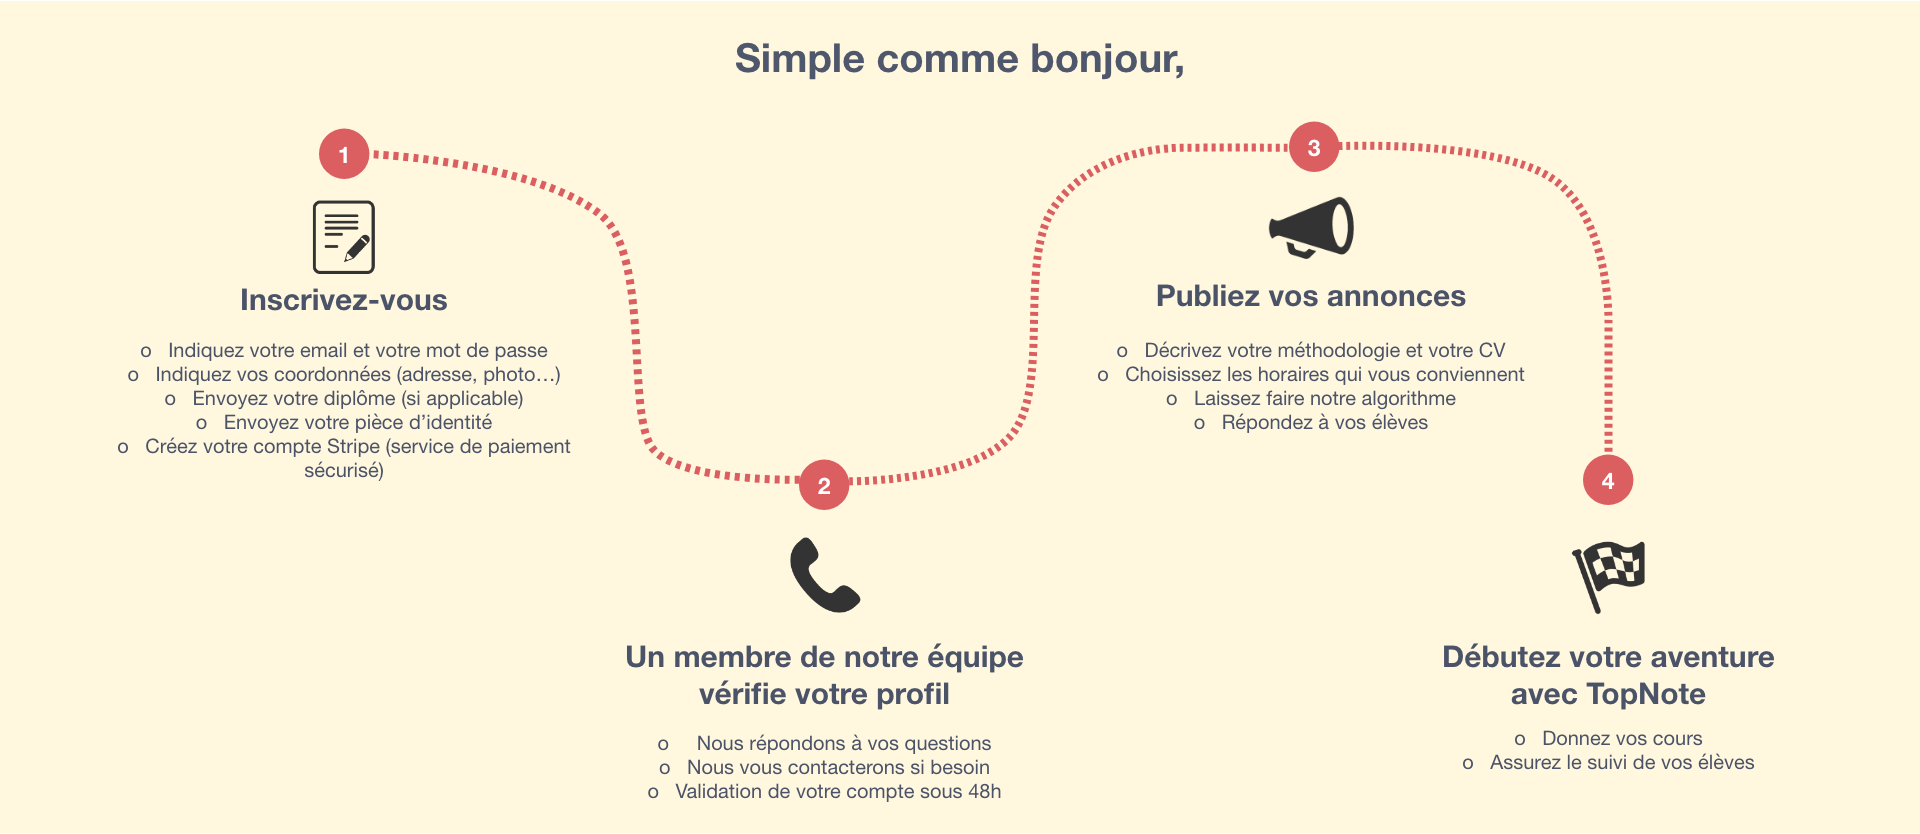 Simple comme bonjour,
1
Inscrivez-vous
o Indiquez votre email et votre mot de passe
o Indiquez vos coordonnées (adresse, photo…)
o Envoyez votre diplôme (si applicable)
o Envoyez votre pièce d’identité
o Créez votre compte Stripe (service de paiement
sécurisé)
2
Un membre de notre équipe
vérifie votre profil
o Nous répondons à vos questions
o Nous vous contacterons si besoin
o Validation de votre compte sous 48h
3
Publiez vos annonces
o Décrivez votre méthodologie et votre CV
o Choisissez les horaires qui vous conviennent
o Laissez faire notre algorithme
o Répondez à vos élèves
4
Débutez votre aventure
avec TopNote
o Donnez vos cours
o Assurez le suivi de vos élèves